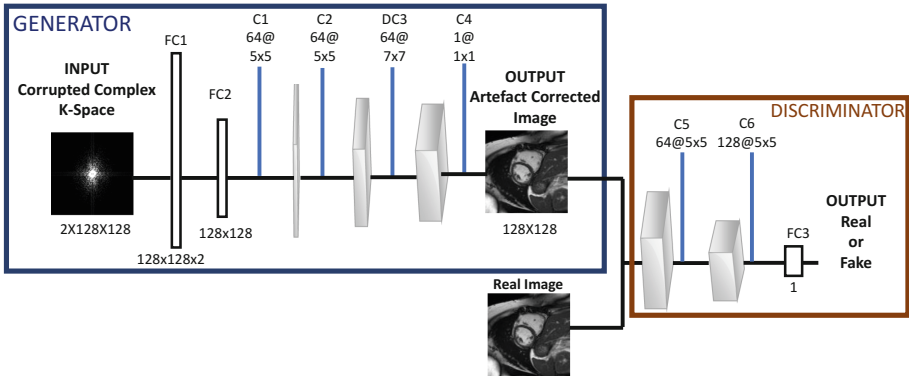 GENERATOR
INPUT
Corrupted Complex
K-Space
2X128X128
FC1
128x128x2
FC2
128x128
C1
64@
5x5
C2
64@
5x5
DC3
64@
7x7
C4
1@
1x1
OUTPUT
Artefact Corrected
Image
128X128
Real Image
DISCRIMINATOR
C5
64@5x5
C6
128@5x5
FC3
1
OUTPUT
Real
or
Fake